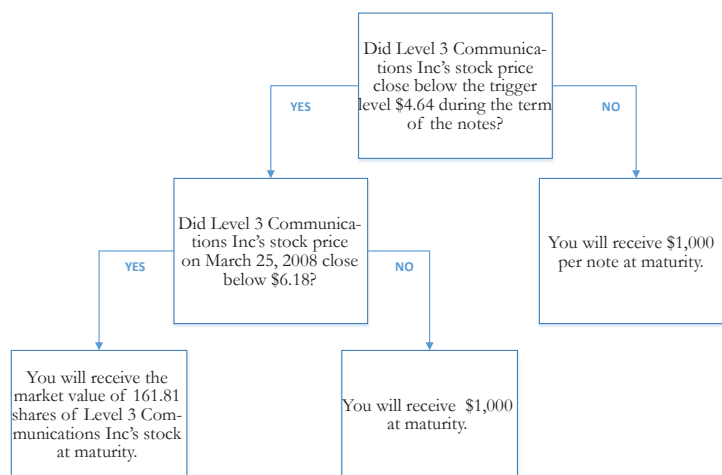 Did Level 3 Communica-
tions Inc's stock price
close below the trigger
level $4.64 during the term
of the notes?
YES
NO
Did Level 3 Communica-
tions Inc's stock price
on March 25, 2008 close
below $6.18?
You will receive $1,000
per note at maturity.
YES
NO
You will receive the
market value of 161.81
shares of Level 3 Com-
munications Inc's stock
at maturity.
You will receive $1,000
at maturity.